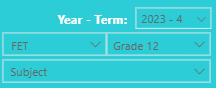 Year - Term: 2023 - 4
FET Grade 12
Subject